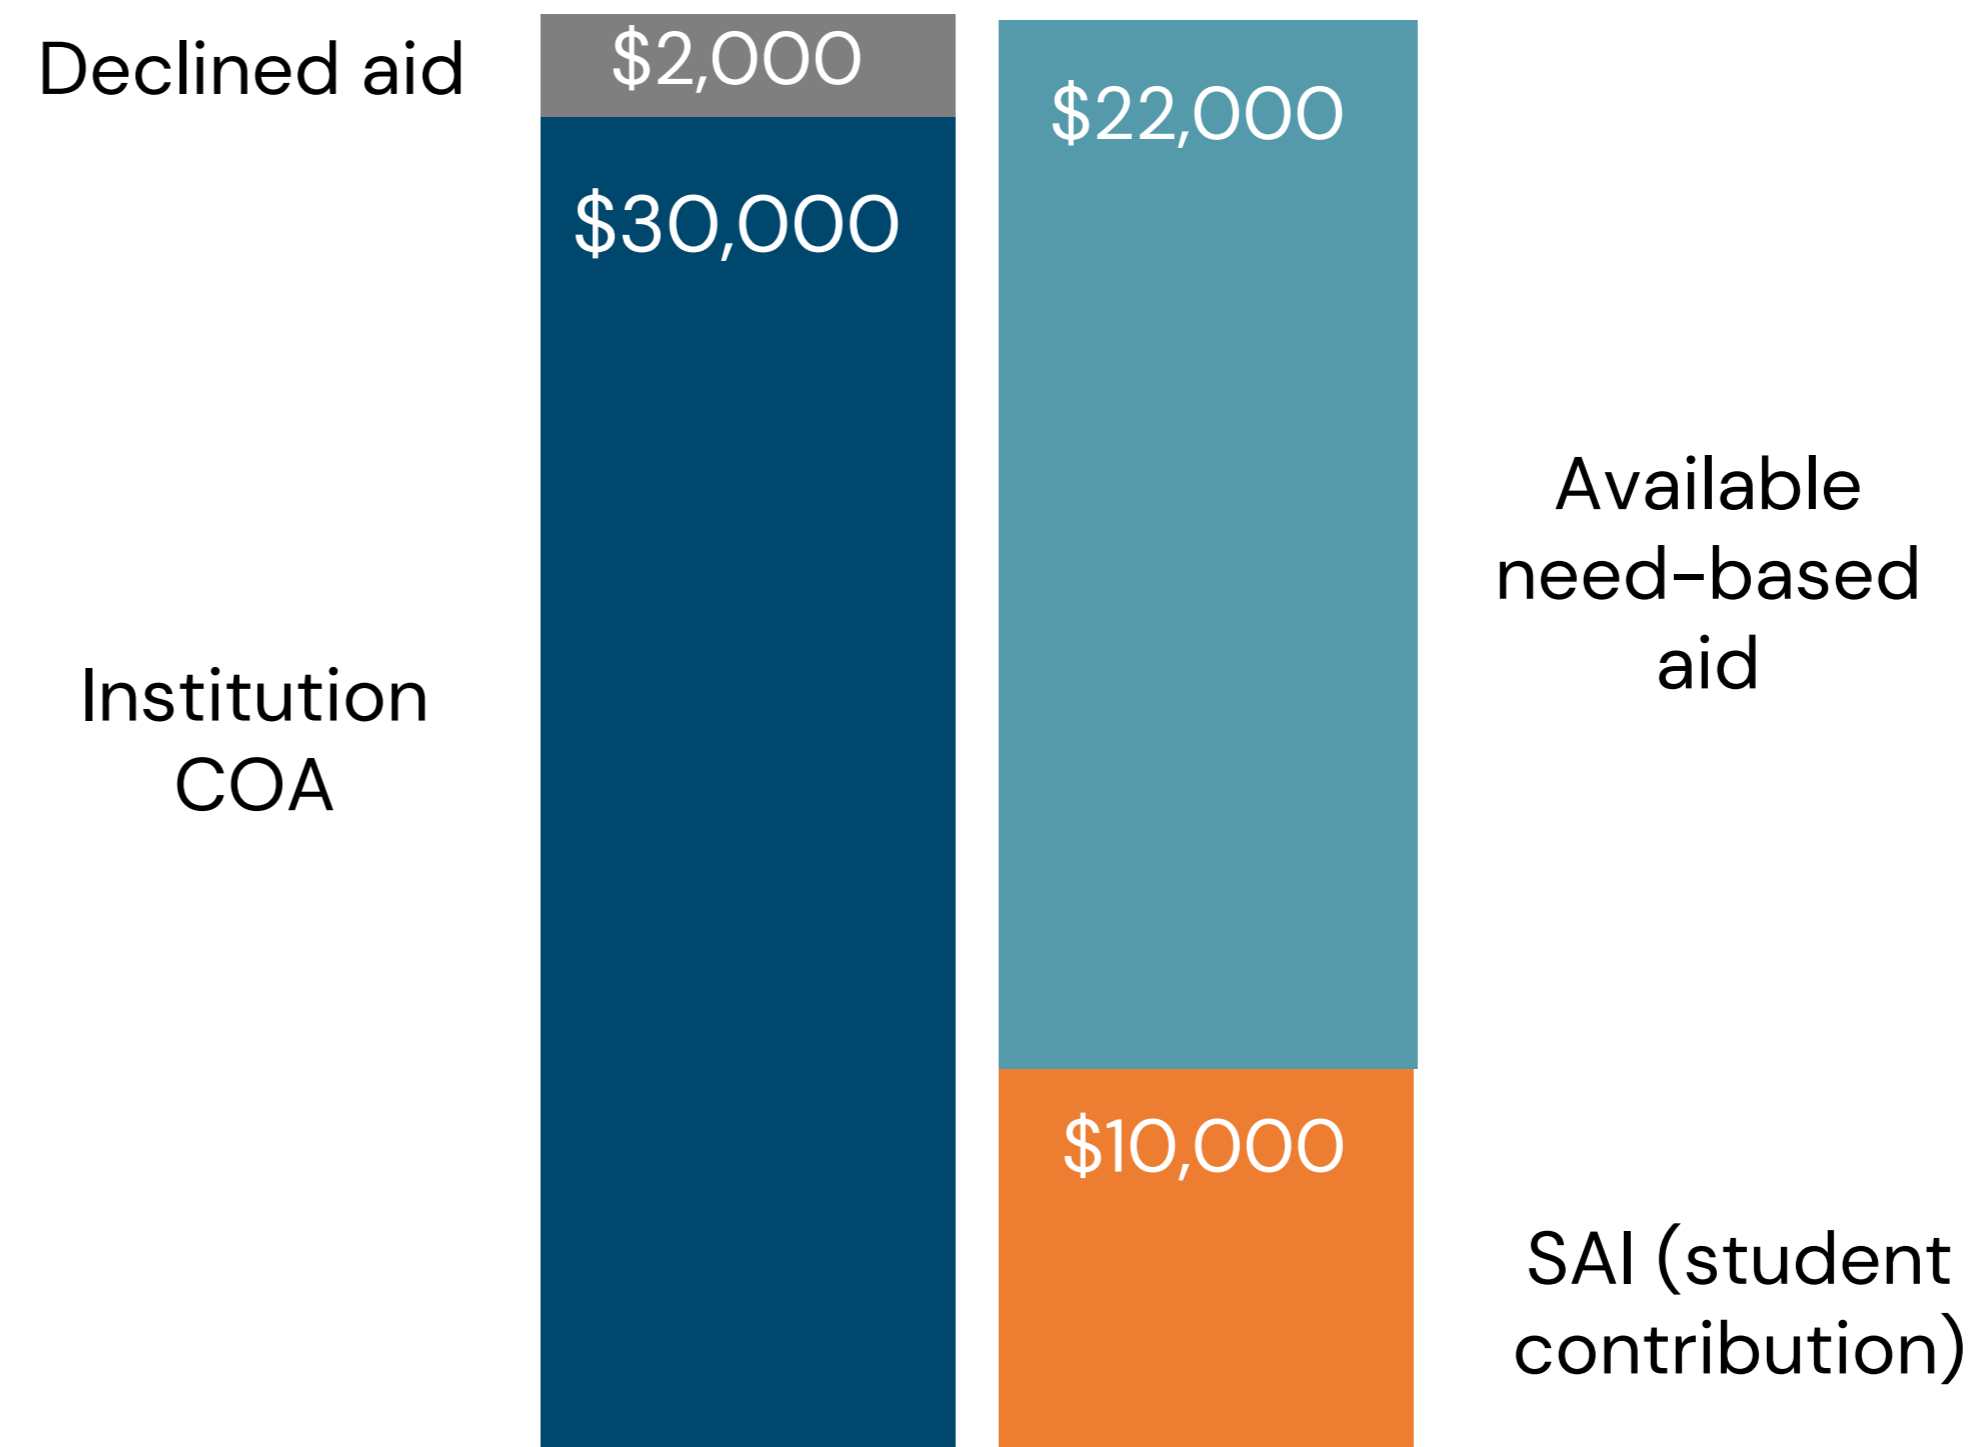 Declined aid
$2,000
$30,000
Institution
COA
$22,000
Available
need-based
aid
$10,000
SAI (student
contribution)